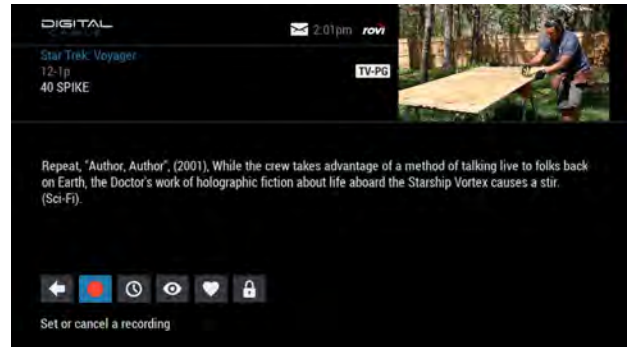 DIGITAL
CABLE
2:01pm rovi
Star Trek: Voyager
12-1p
TV-PG
40 SPIKE
Repeat, "Author, Author", (2001), While the crew takes advantage of a method of talking live to folks back
on Earth, the Doctor's work of holographic fiction about life aboard the Starship Vortex causes a stir.
(Sci-Fi).
Set or cancel a recording